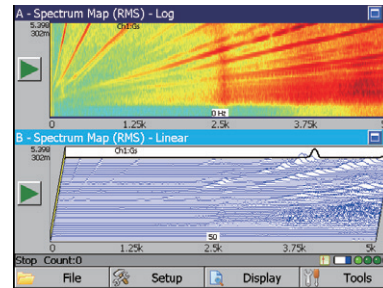 A - Spectrum Map (RMS) - Log
5.398
302m
Ch1:Gs
0 Hz
0 1.25k 2.5k 3.75k
B - Spectrum Map (RMS) - Linear
5.398
302m
Ch1:Gs
50
0 1.25k 2.5k 3.75k 5k
Stop Count:0
File Setup Display Tools